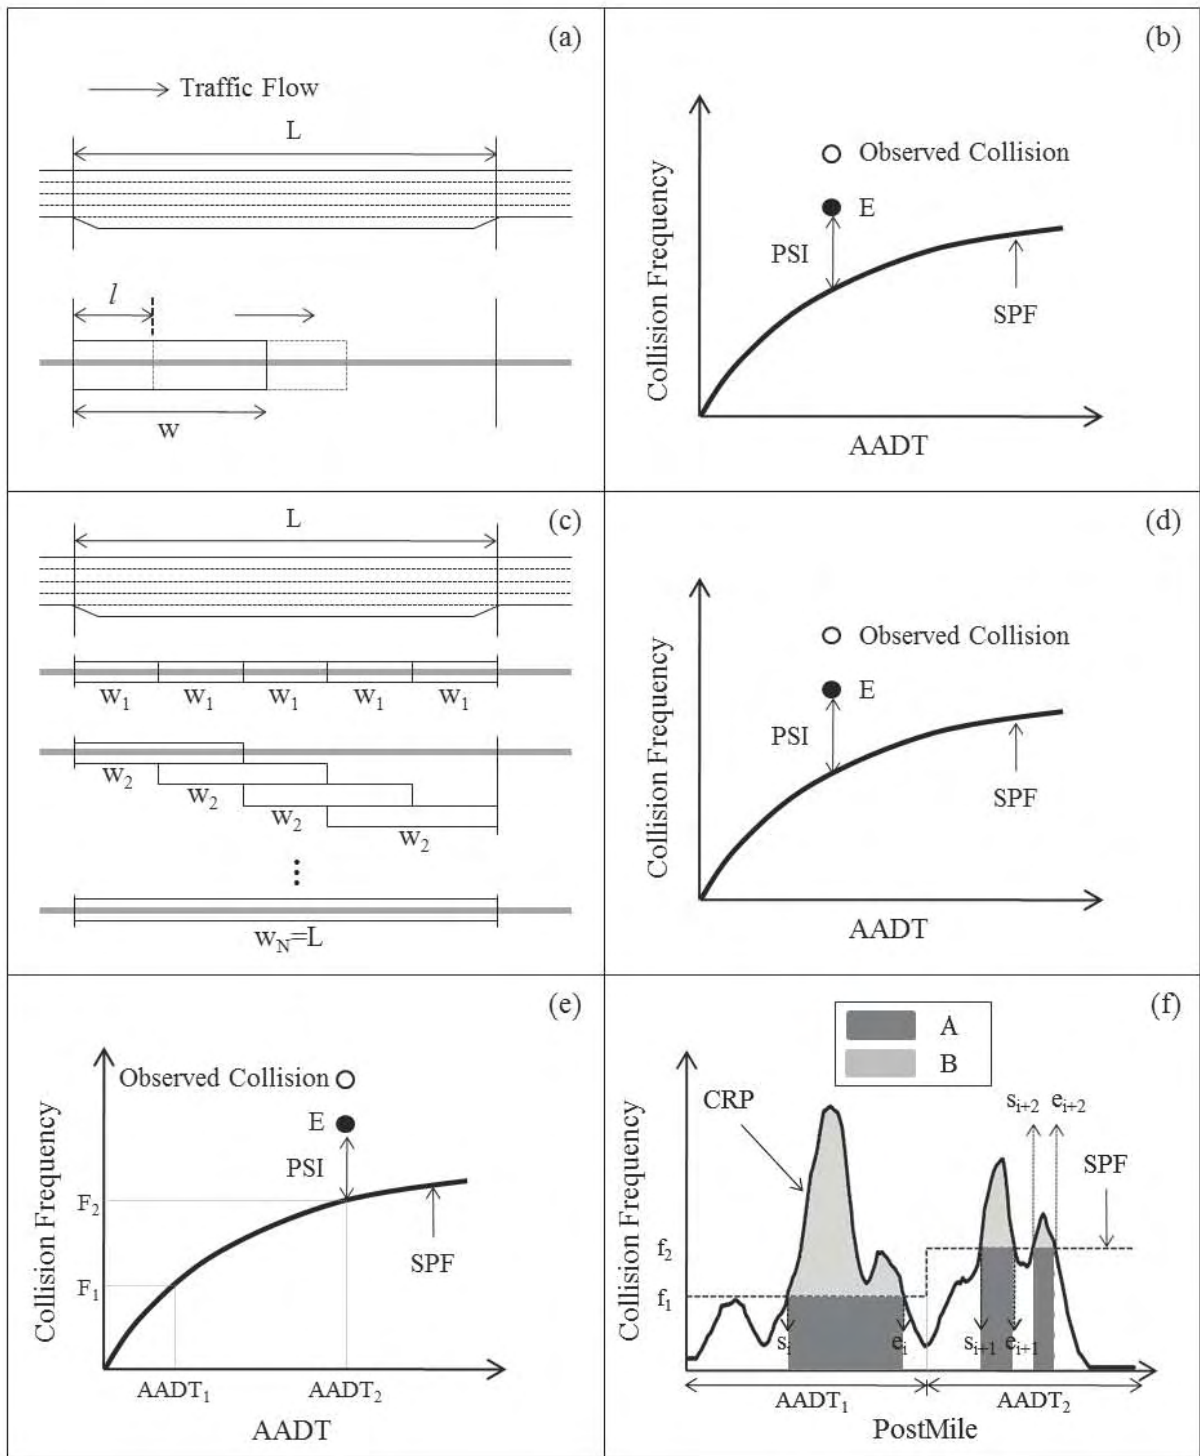 (a)
Traffic Flow
L
l
w
(b)
Collision Frequency
Observed Collision
E
PSI
SPF
AADT
(c)
L
w1 w1 w1 w1 w1
w2
w2
w2
w2
⋮
wN=L
(d)
Collision Frequency
Observed Collision
E
PSI
SPF
AADT
(e)
Collision Frequency
Observed Collision
E
PSI
F2
SPF
F1
AADT1 AADT2
AADT
(f)
A
B
Collision Frequency
CRP
si+2 ei+2
SPF
f2
f1
si ei si+1 ei+1
AADT1 AADT2
PostMile